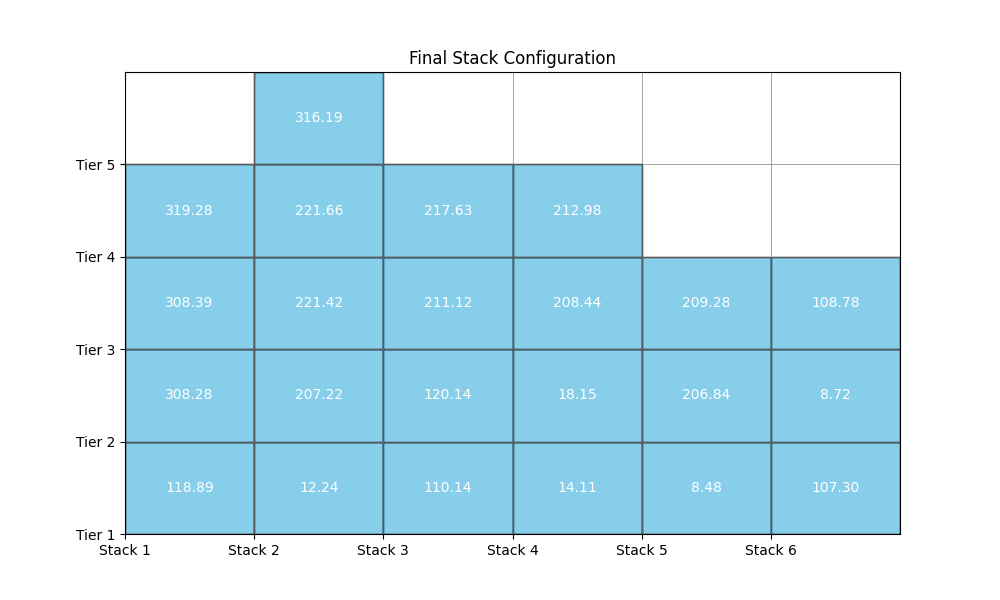 Final Stack Configuration
316.19
Tier 5
319.28 221.66 217.63 212.98
Tier 4
308.39 221.42 211.12 208.44 209.28 108.78
Tier 3
308.28 207.22 120.14 18.15 206.84 8.72
Tier 2
118.89 12.24 110.14 14.11 8.48 107.30
Tier 1
Stack 1 Stack 2 Stack 3 Stack 4 Stack 5 Stack 6